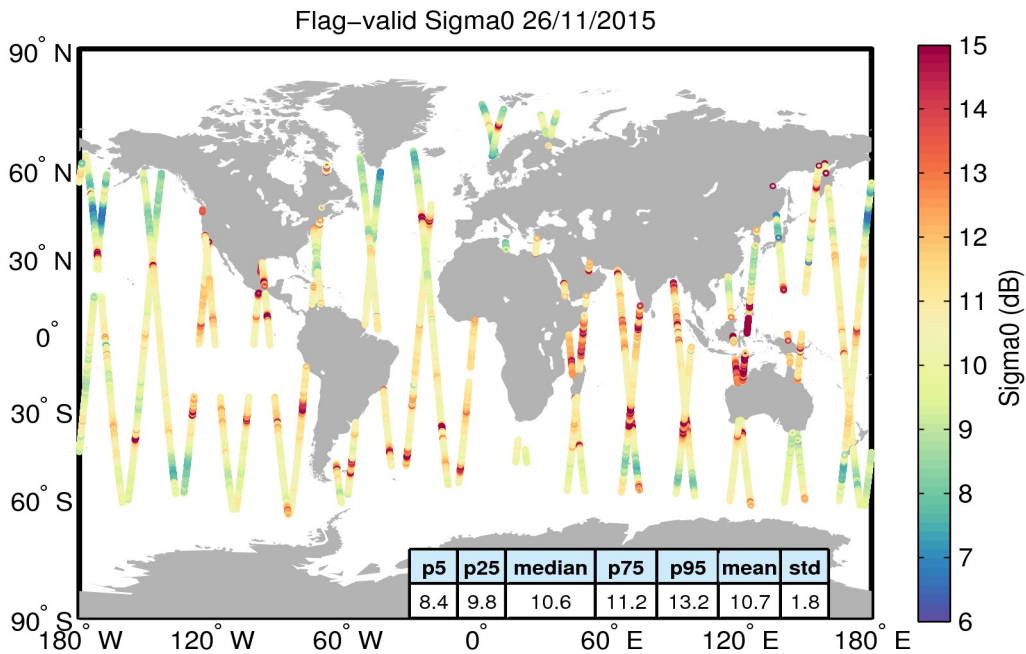 Flag−valid Sigma0 26/11/2015
90° N
60° N
30° N
0°
30° S
60° S
90° S
180° W
120° W
60° W
0°
60° E
120° E
180° E
p5 p25 median p75 p95 mean std
8.4 9.8 10.6 11.2 13.2 10.7 1.8
15
14
13
12
11
10
9
8
7
6
Sigma0 (dB)